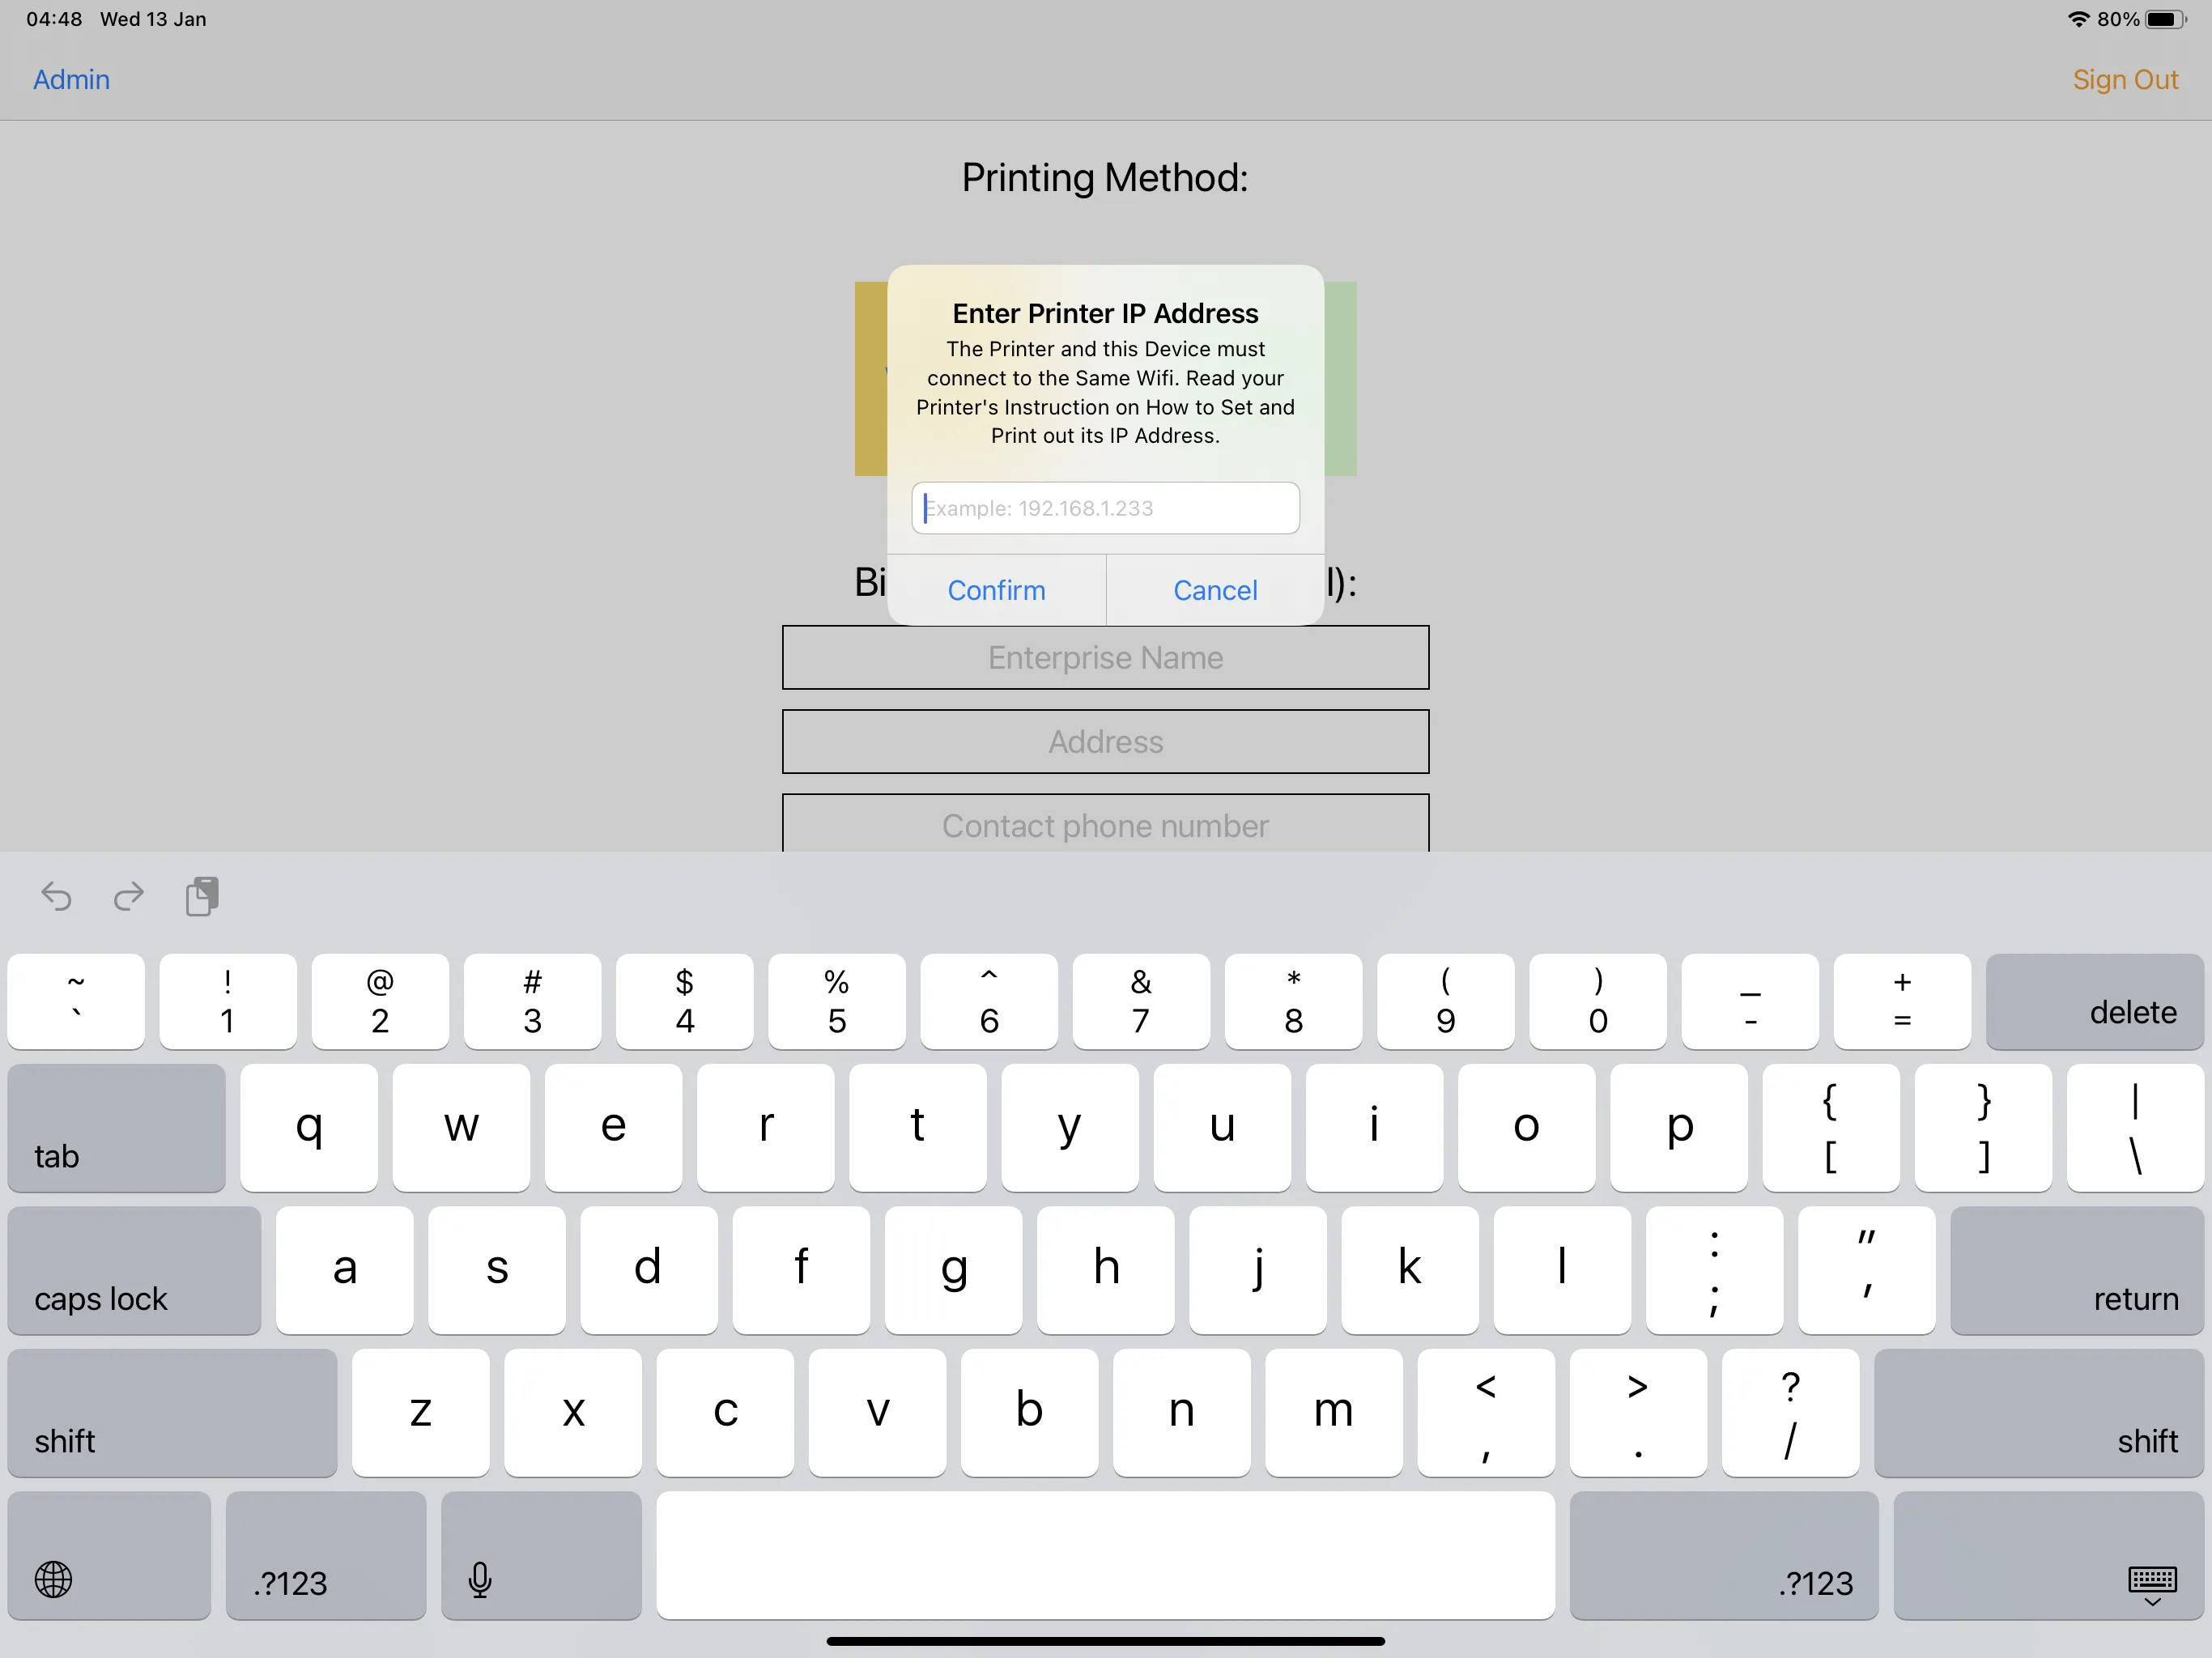 04:48 Wed 13 Jan
80%
Admin
Sign Out
Printing Method:
Enter Printer IP Address
The Printer and this Device must
connect to the Same Wifi. Read your
Printer's Instruction on How to Set and
Print out its IP Address.
Example: 192.168.1.233
Confirm
Cancel
Bi
l):
Enterprise Name
Address
Contact phone number
~ ! @ # $ % ^ & * ( ) _ +
` 1 2 3 4 5 6 7 8 9 0 - = delete
tab q w e r t y u i o p { } |
[ ] \
caps lock a s d f g h j k l : "
; ' return
shift z x c v b n m < > ?
, . / shift
.?123 .?123